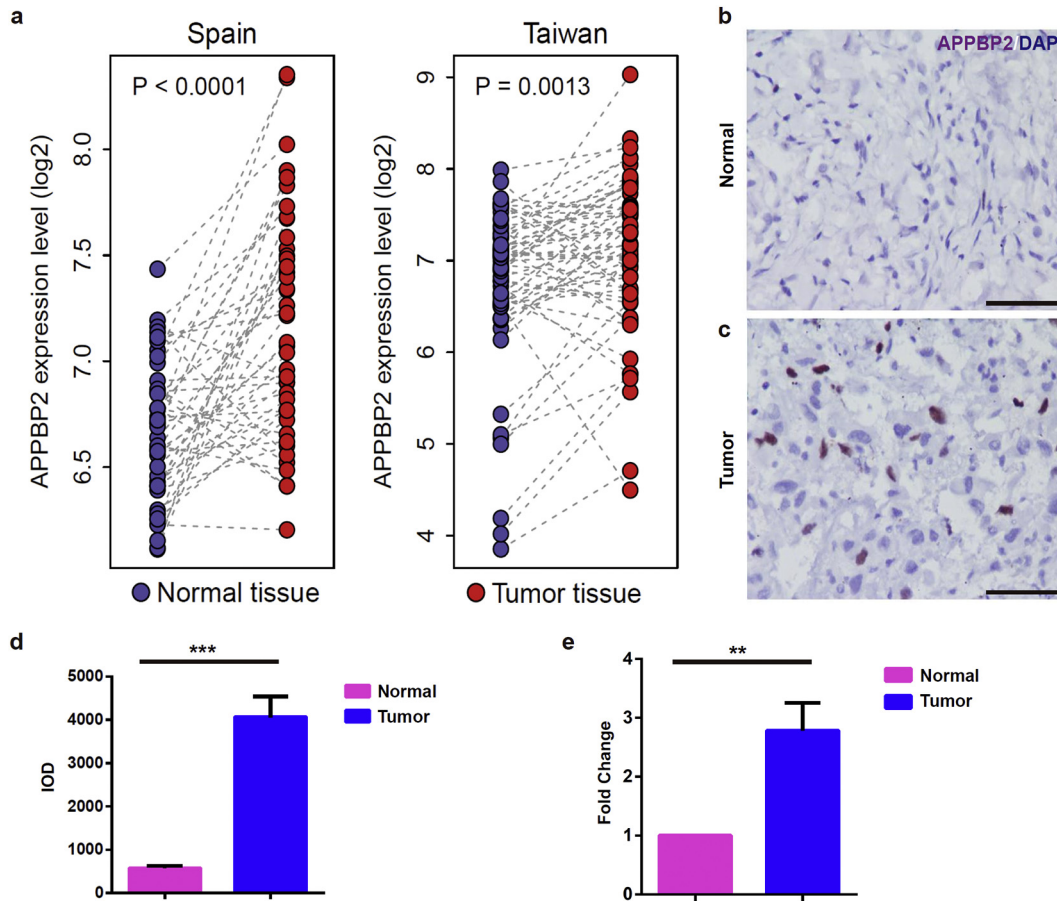 a
Spain
P < 0.0001
APPBP2 expression level (log2)
8.0
7.5
7.0
6.5
Taiwan
P = 0.0013
APPBP2 expression level (log2)
9
8
7
6
5
4
Normal tissue
Tumor tissue
b
APPBP2/DAP
Normal
c
Tumor
d
***
5000
4000
3000
2000
1000
0
IOD
Normal
Tumor
e
**
4
3
2
1
0
Fold Change
Normal
Tumor